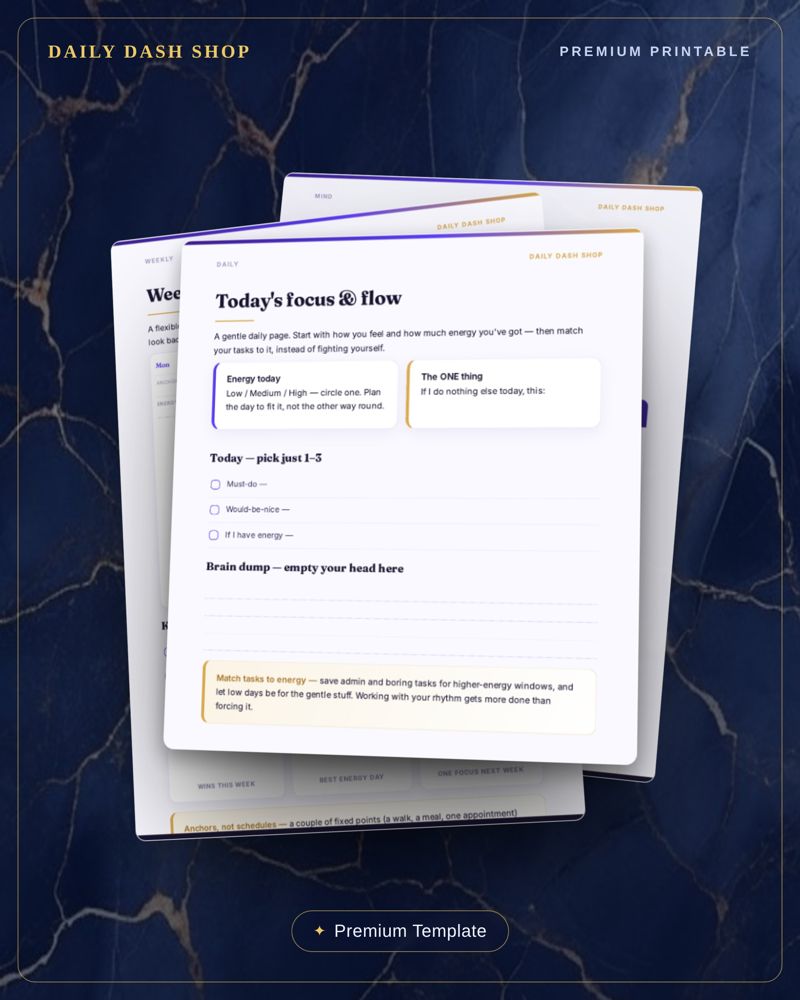 DAILY DASH SHOP
PREMIUM PRINTABLE
MIND
DAILY DASH SHOP
WEEKLY
DAILY DASH SHOP
Wee
A flexibl
look bac
Mon
DAILY
DAILY DASH SHOP
Today's focus & flow
A gentle daily page. Start with how you feel and how much energy you've got — then match
your tasks to it, instead of fighting yourself.
Energy today
Low / Medium / High — circle one. Plan
the day to fit it, not the other way round.
The ONE thing
If I do nothing else today, this:
Today — pick just 1–3
Must-do —
Would-be-nice —
If I have energy —
Brain dump — empty your head here
Match tasks to energy — save admin and boring tasks for higher-energy windows, and
let low days be for the gentle stuff. Working with your rhythm gets more done than
forcing it.
WINS THIS WEEK
BEST ENERGY DAY
ONE FOCUS NEXT WEEK
Anchors, not schedules — a couple of fixed points (a walk, a meal, one appointment)
✦ Premium Template